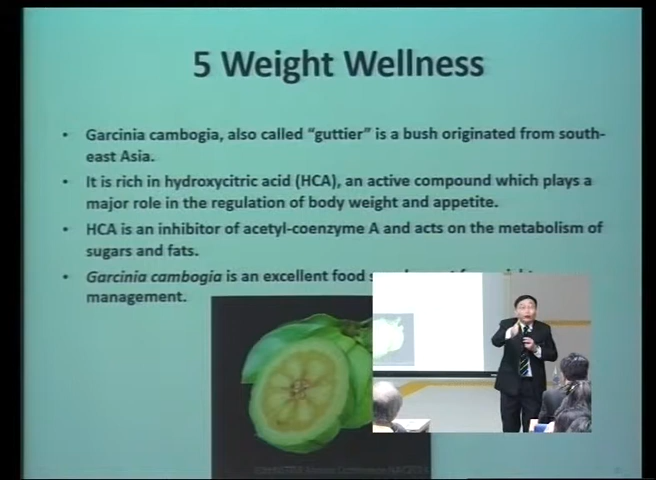 5 Weight Wellness
• Garcinia cambogia, also called "guttier" is a bush originated from south-
east Asia.
• It is rich in hydroxycitric acid (HCA), an active compound which plays a
major role in the regulation of body weight and appetite.
• HCA is an inhibitor of acetyl-coenzyme A and acts on the metabolism of
sugars and fats.
• Garcinia cambogia is an excellent food
management.